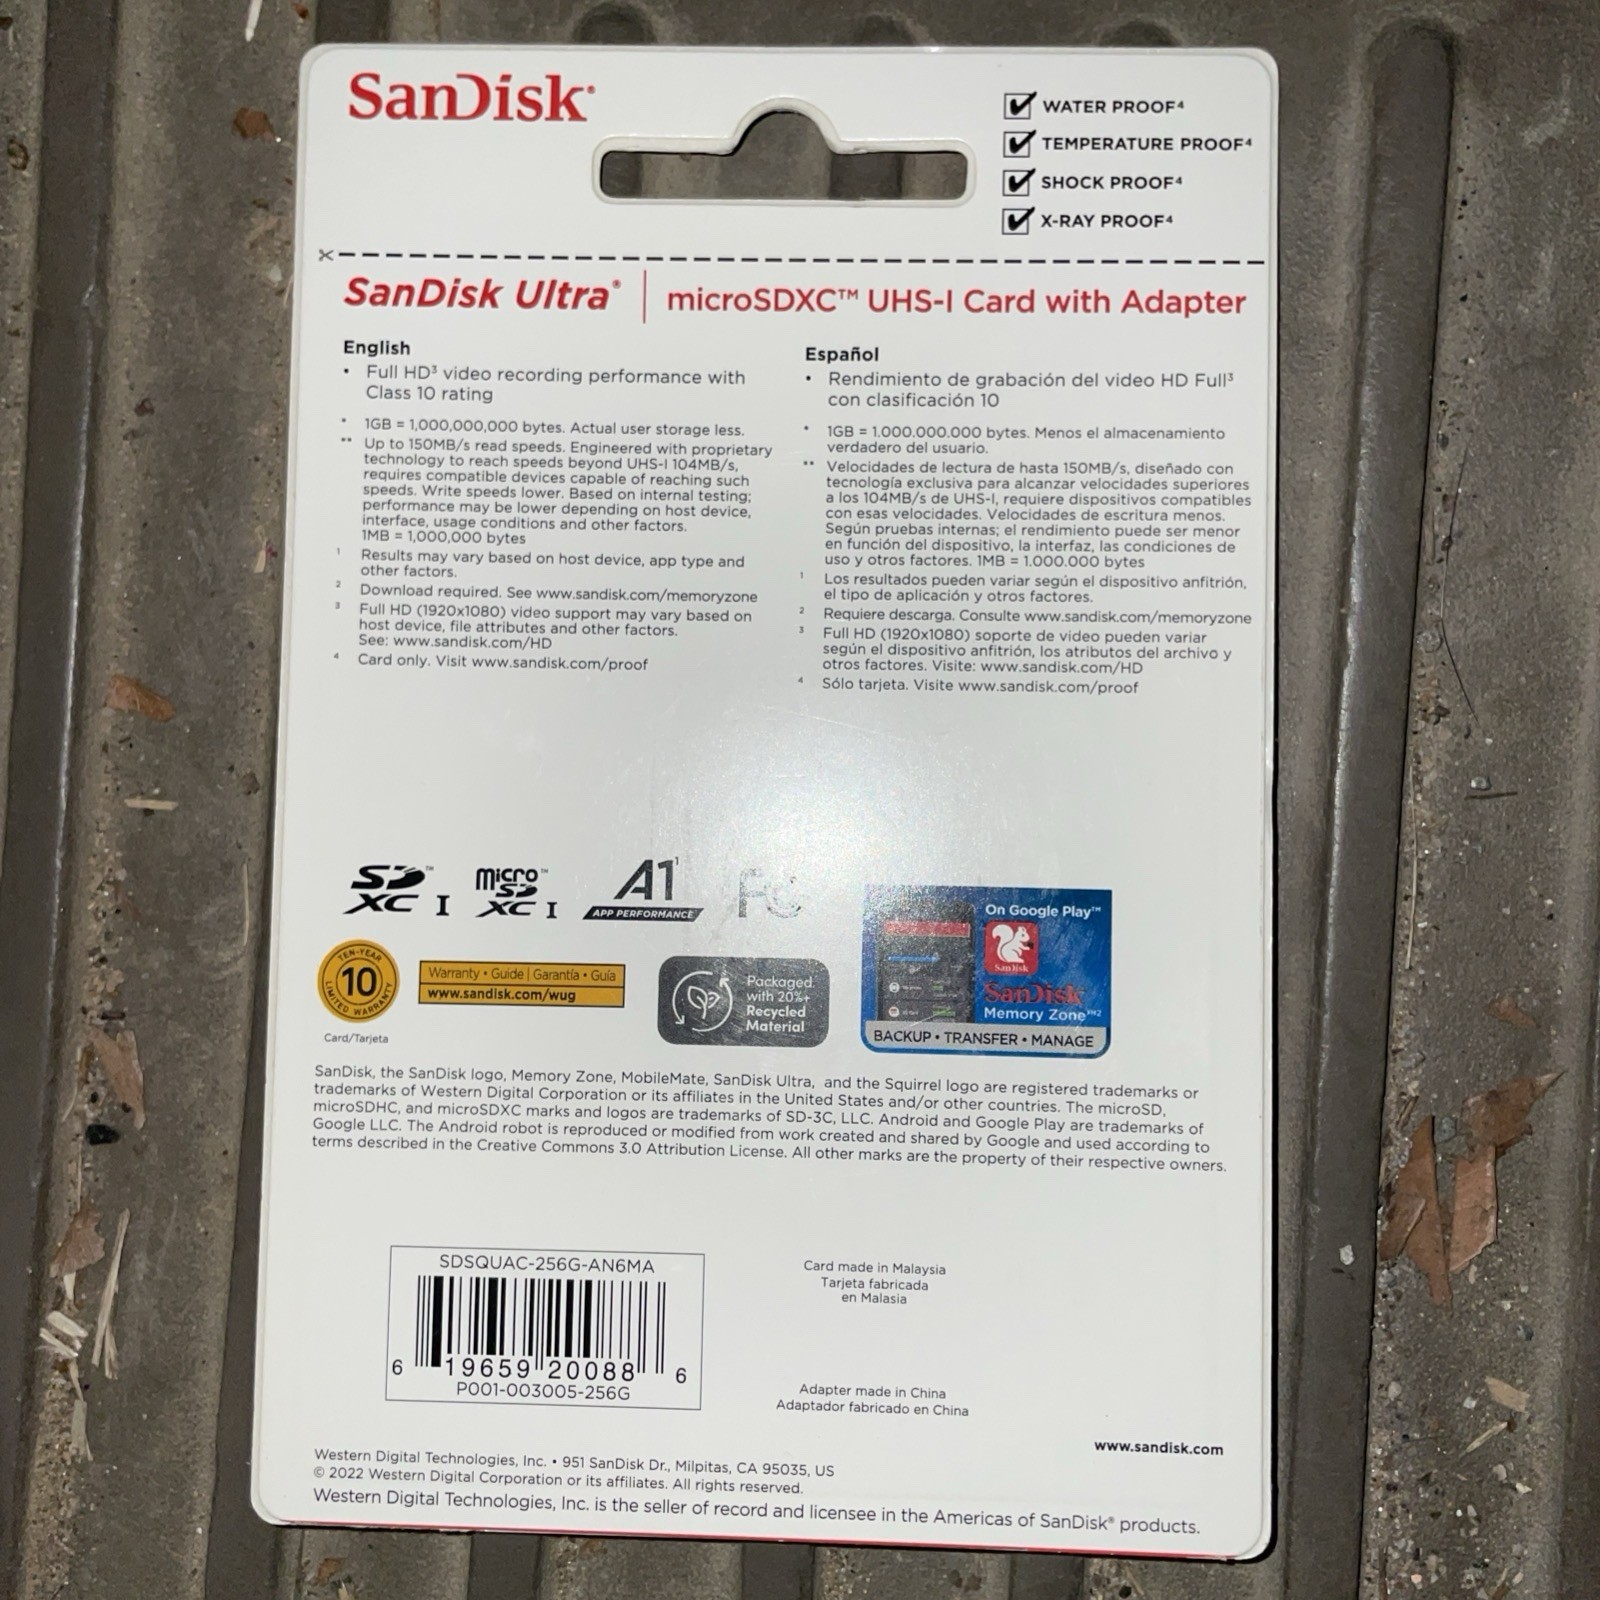 SanDisk®
☑ WATER PROOF⁴
☑ TEMPERATURE PROOF⁴
☑ SHOCK PROOF⁴
☑ X-RAY PROOF⁴
SanDisk Ultra® | microSDXC™ UHS-I Card with Adapter
English
• Full HD³ video recording performance with
Class 10 rating
* 1GB = 1,000,000,000 bytes. Actual user storage less.
** Up to 150MB/s read speeds. Engineered with proprietary
technology to reach speeds beyond UHS-I 104MB/s,
requires compatible devices capable of reaching such
speeds. Write speeds lower. Based on internal testing;
performance may be lower depending on host device,
interface, usage conditions and other factors.
1MB = 1,000,000 bytes
1 Results may vary based on host device, app type and
other factors.
2 Download required. See www.sandisk.com/memoryzone
3 Full HD (1920x1080) video support may vary based on
host device, file attributes and other factors.
See: www.sandisk.com/HD
4 Card only. Visit www.sandisk.com/proof
Español
• Rendimiento de grabación del video HD Full³
con clasificación 10
* 1GB = 1.000.000.000 bytes. Menos el almacenamiento
verdadero del usuario.
** Velocidades de lectura de hasta 150MB/s, diseñado con
tecnología exclusiva para alcanzar velocidades superiores
a los 104MB/s de UHS-I, requiere dispositivos compatibles
con esas velocidades. Velocidades de escritura menos.
Según pruebas internas; el rendimiento puede ser menor
en función del dispositivo, la interfaz, las condiciones de
uso y otros factores. 1MB = 1.000.000 bytes
1 Los resultados pueden variar según el dispositivo anfitrión,
el tipo de aplicación y otros factores.
2 Requiere descarga. Consulte www.sandisk.com/memoryzone
3 Full HD (1920x1080) soporte de video pueden variar
según el dispositivo anfitrión, los atributos del archivo y
otros factores. Visite: www.sandisk.com/HD
4 Sólo tarjeta. Visite www.sandisk.com/proof
SD™ XC I
micro™ SD XC I
A1¹
APP PERFORMANCE
FC
TEN-YEAR
10
LIMITED WARRANTY
Card/Tarjeta
Warranty • Guide | Garantía • Guía
www.sandisk.com/wug
Packaged
with 20%+
Recycled
Material
On Google Play™
SanDisk
SanDisk
Memory Zone™²
BACKUP • TRANSFER • MANAGE
SanDisk, the SanDisk logo, Memory Zone, MobileMate, SanDisk Ultra, and the Squirrel logo are registered trademarks or
trademarks of Western Digital Corporation or its affiliates in the United States and/or other countries. The microSD,
microSDHC, and microSDXC marks and logos are trademarks of SD-3C, LLC. Android and Google Play are trademarks of
Google LLC. The Android robot is reproduced or modified from work created and shared by Google and used according to
terms described in the Creative Commons 3.0 Attribution License. All other marks are the property of their respective owners.
SDSQUAC-256G-AN6MA
6 19659 20088 6
P001-003005-256G
Card made in Malaysia
Tarjeta fabricada
en Malasia
Adapter made in China
Adaptador fabricado en China
www.sandisk.com
Western Digital Technologies, Inc. • 951 SanDisk Dr., Milpitas, CA 95035, US
© 2022 Western Digital Corporation or its affiliates. All rights reserved.
Western Digital Technologies, Inc. is the seller of record and licensee in the Americas of SanDisk® products.